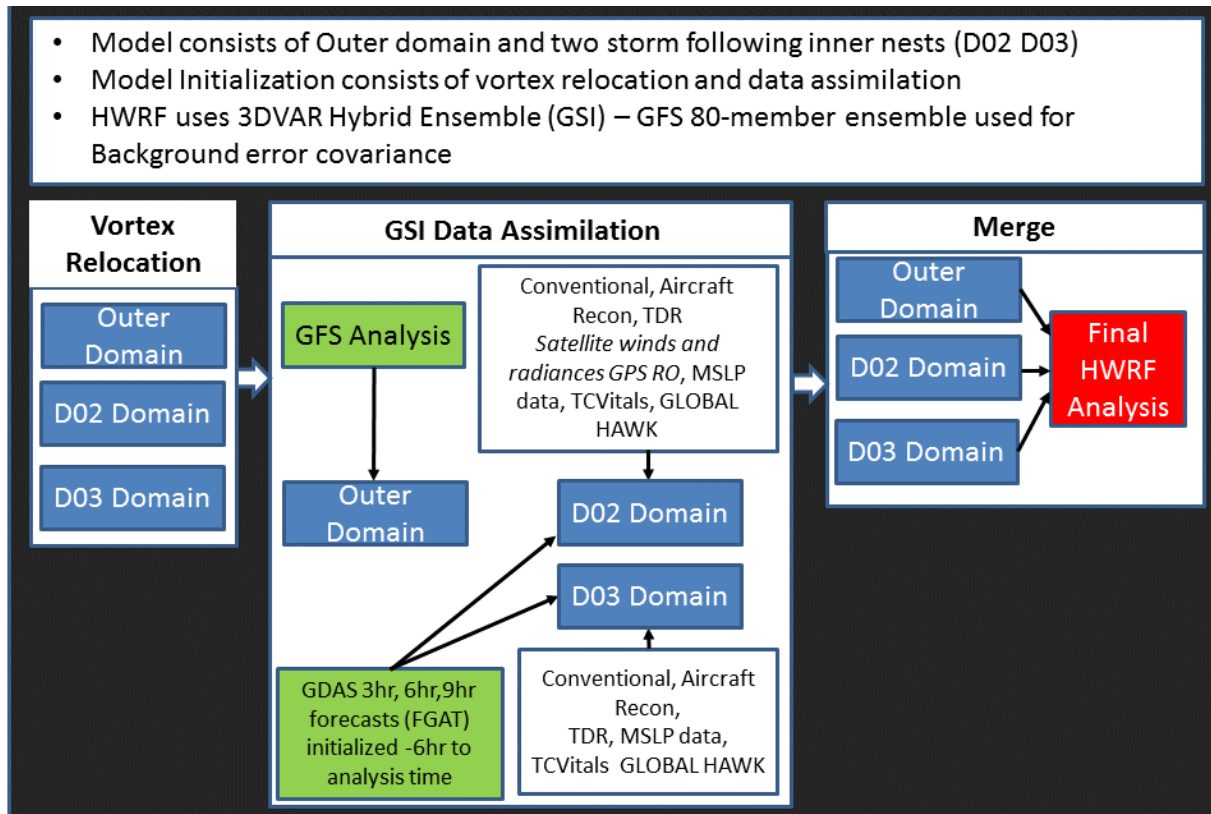 • Model consists of Outer domain and two storm following inner nests (D02 D03)
• Model Initialization consists of vortex relocation and data assimilation
• HWRF uses 3DVAR Hybrid Ensemble (GSI) – GFS 80-member ensemble used for
Background error covariance
Vortex
Relocation
Outer
Domain
D02 Domain
D03 Domain
GSI Data Assimilation
GFS Analysis
Conventional, Aircraft
Recon, TDR
Satellite winds and
radiances GPS RO, MSLP
data, TCVitals, GLOBAL
HAWK
Outer
Domain
D02 Domain
D03 Domain
GDAS 3hr, 6hr,9hr
forecasts (FGAT)
initialized -6hr to
analysis time
Conventional, Aircraft
Recon,
TDR, MSLP data,
TCVitals GLOBAL HAWK
Merge
Outer
Domain
D02 Domain
D03 Domain
Final
HWRF
Analysis